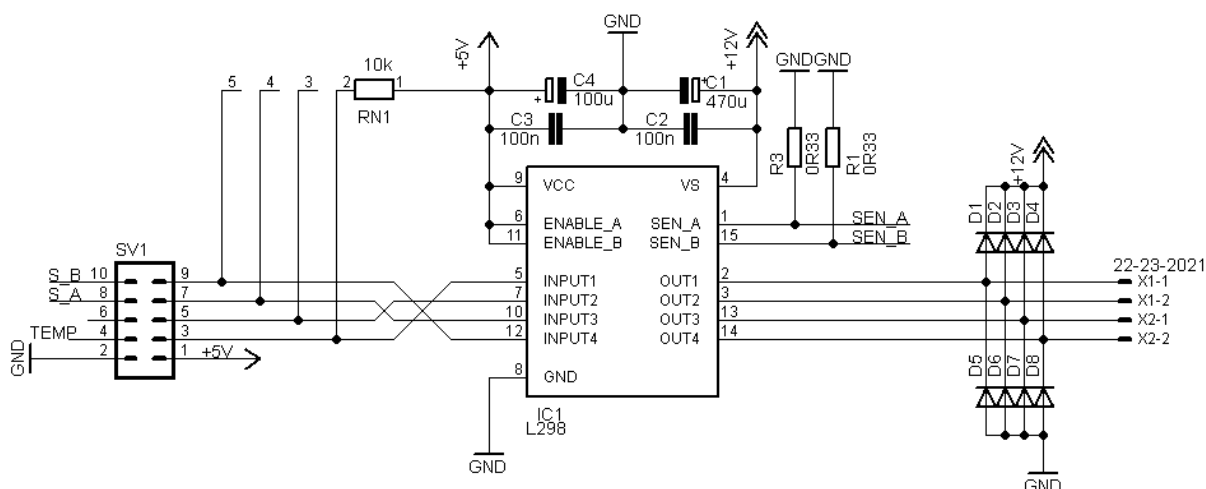 GND
+5V
+12V
GND GND
5 4 3 2 10k 1
RN1
C4
100u
C1
470u
C3
100n
C2
100n
R3
0R33
R1
0R33
+12V
9 VCC VS 4
6 ENABLE_A SEN_A 1 SEN_A
11 ENABLE_B SEN_B 15 SEN_B
D1 D2 D3 D4
SV1
22-23-2021
S_B 10 9 5 INPUT1 OUT1 2 X1-1
S_A 8 7 7 INPUT2 OUT2 3 X1-2
6 5 10 INPUT3 OUT3 13 X2-1
TEMP 4 3 12 INPUT4 OUT4 14 X2-2
GND 2 1 +5V
8 GND
D5 D6 D7 D8
IC1
L298
GND
GND